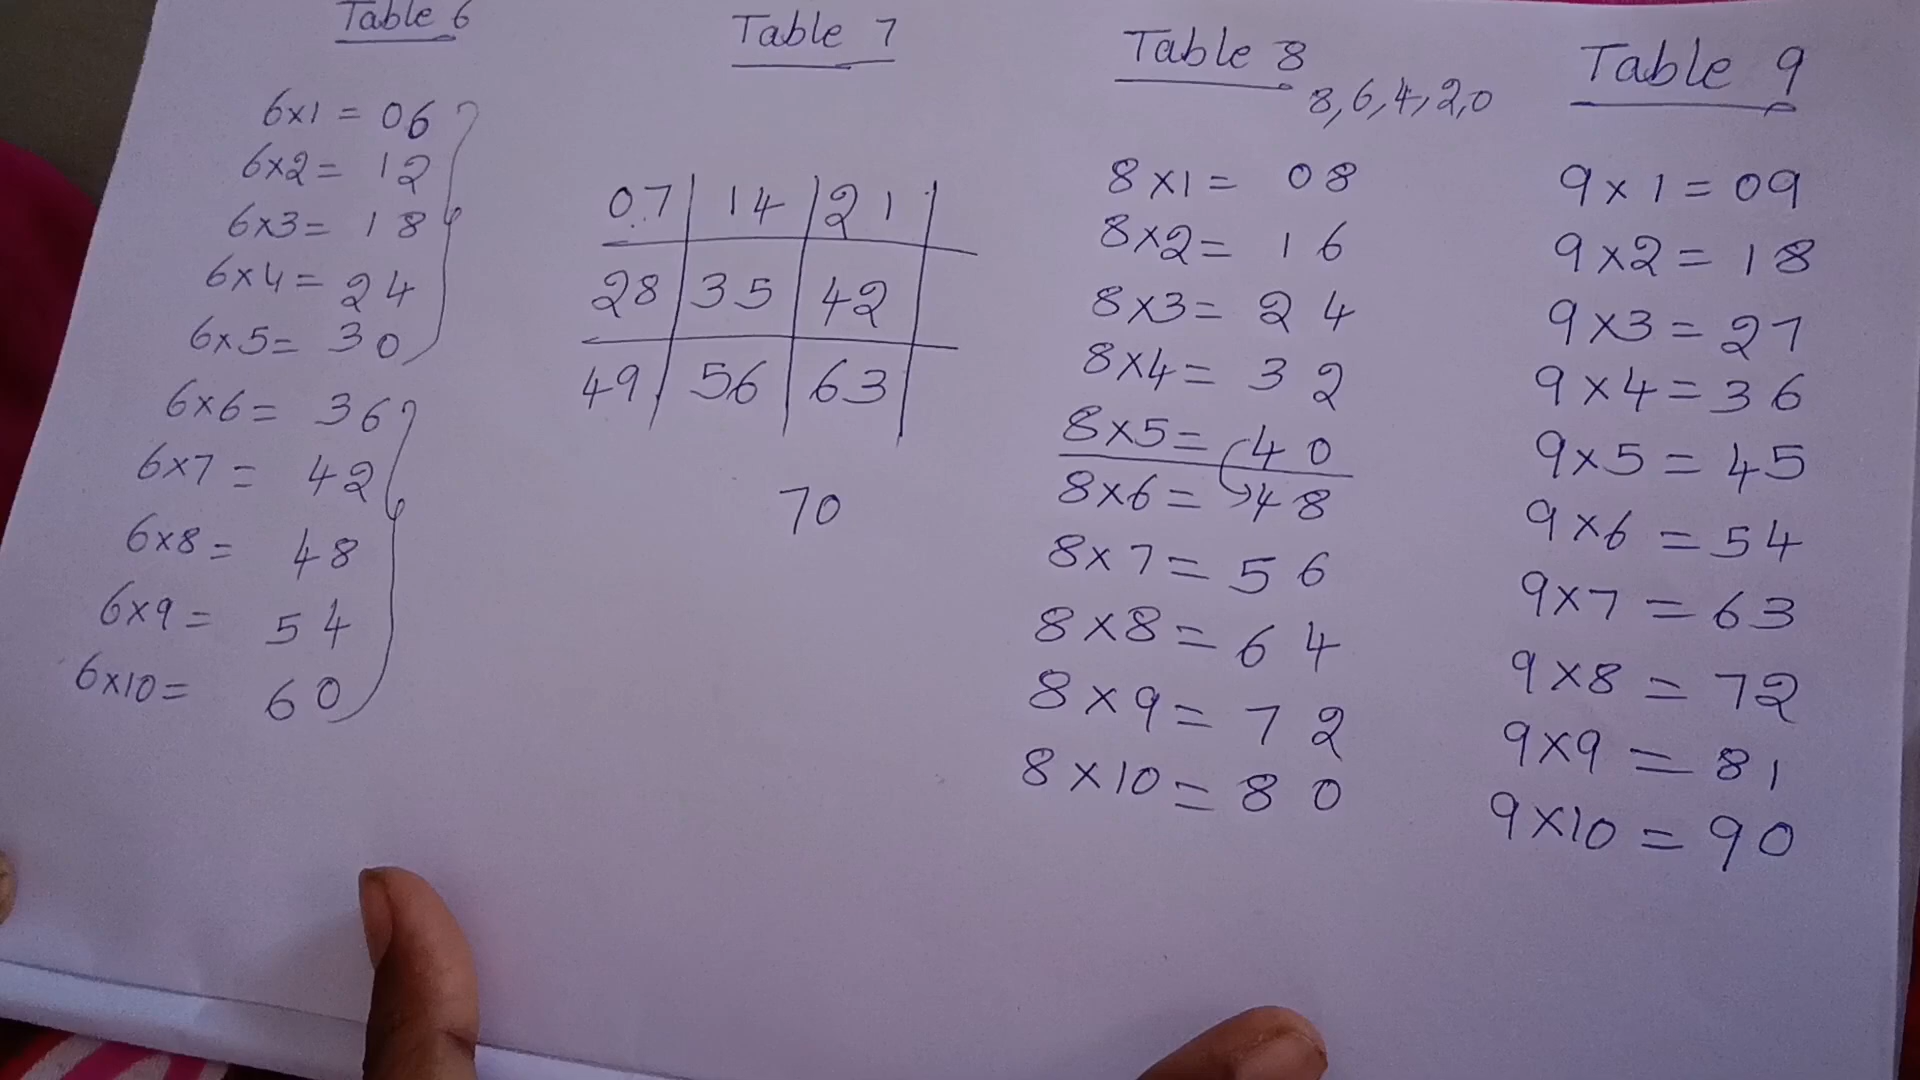 Table 6
6x1 = 06
6x2 = 12
6x3 = 18
6x4 = 24
6x5 = 30
6x6 = 36
6x7 = 42
6x8 = 48
6x9 = 54
6x10 = 60
Table 7
07 14 21
28 35 42
49 56 63
70
Table 8
8,6,4,2,0
8x1 = 08
8x2 = 16
8x3 = 24
8x4 = 32
8x5 = 40
8x6 = 48
8x7 = 56
8x8 = 64
8x9 = 72
8x10 = 80
Table 9
9x1 = 09
9x2 = 18
9x3 = 27
9x4 = 36
9x5 = 45
9x6 = 54
9x7 = 63
9x8 = 72
9x9 = 81
9x10 = 90